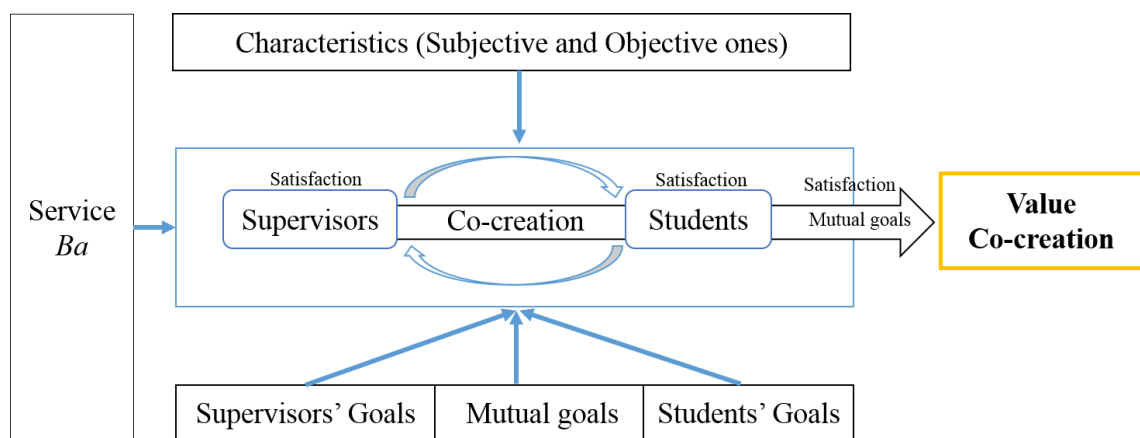 Characteristics (Subjective and Objective ones)
Service
Ba
Satisfaction
Supervisors
Co-creation
Satisfaction
Students
Satisfaction
Mutual goals
Value
Co-creation
Supervisors’ Goals
Mutual goals
Students’ Goals